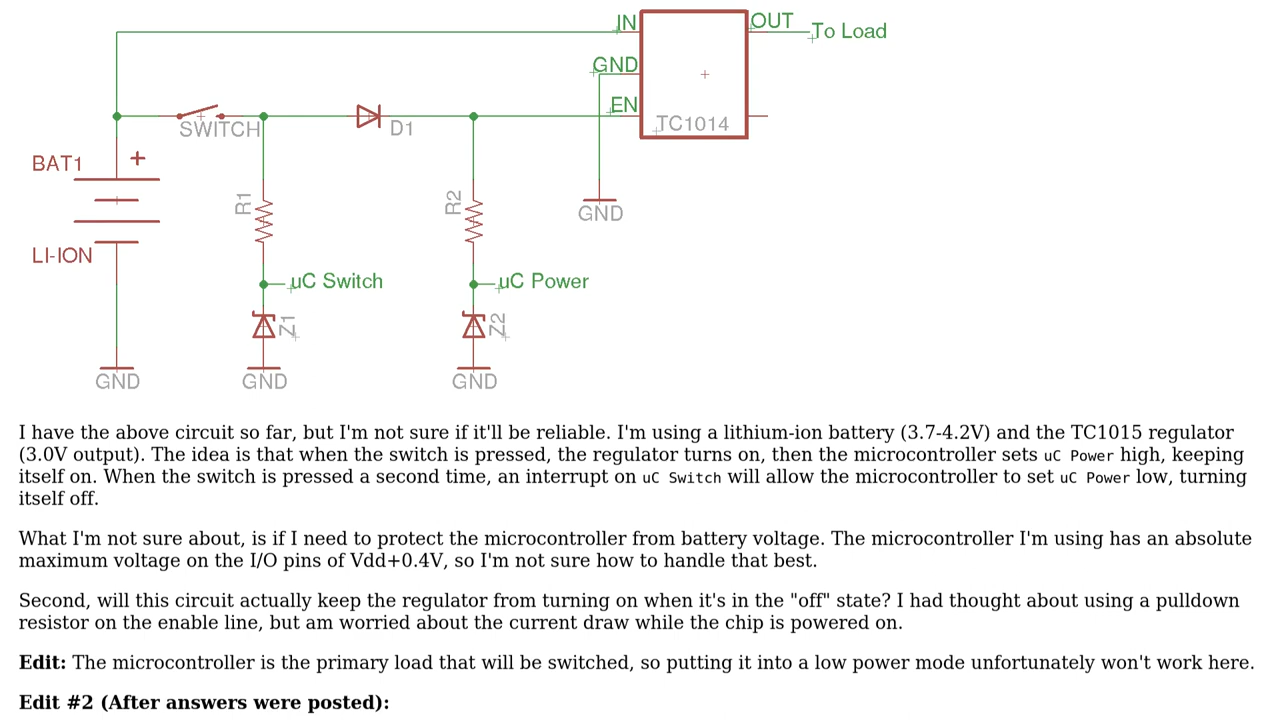 IN
OUT
To Load
GND
EN
SWITCH
D1
TC1014
BAT1
+
R1
R2
GND
LI-ION
uC Switch
uC Power
Z1
Z2
GND
GND
GND
I have the above circuit so far, but I'm not sure if it'll be reliable. I'm using a lithium-ion battery (3.7-4.2V) and the TC1015 regulator
(3.0V output). The idea is that when the switch is pressed, the regulator turns on, then the microcontroller sets uC Power high, keeping
itself on. When the switch is pressed a second time, an interrupt on uC Switch will allow the microcontroller to set uC Power low, turning
itself off.
What I'm not sure about, is if I need to protect the microcontroller from battery voltage. The microcontroller I'm using has an absolute
maximum voltage on the I/O pins of Vdd+0.4V, so I'm not sure how to handle that best.
Second, will this circuit actually keep the regulator from turning on when it's in the "off" state? I had thought about using a pulldown
resistor on the enable line, but am worried about the current draw while the chip is powered on.
Edit: The microcontroller is the primary load that will be switched, so putting it into a low power mode unfortunately won't work here.
Edit #2 (After answers were posted):